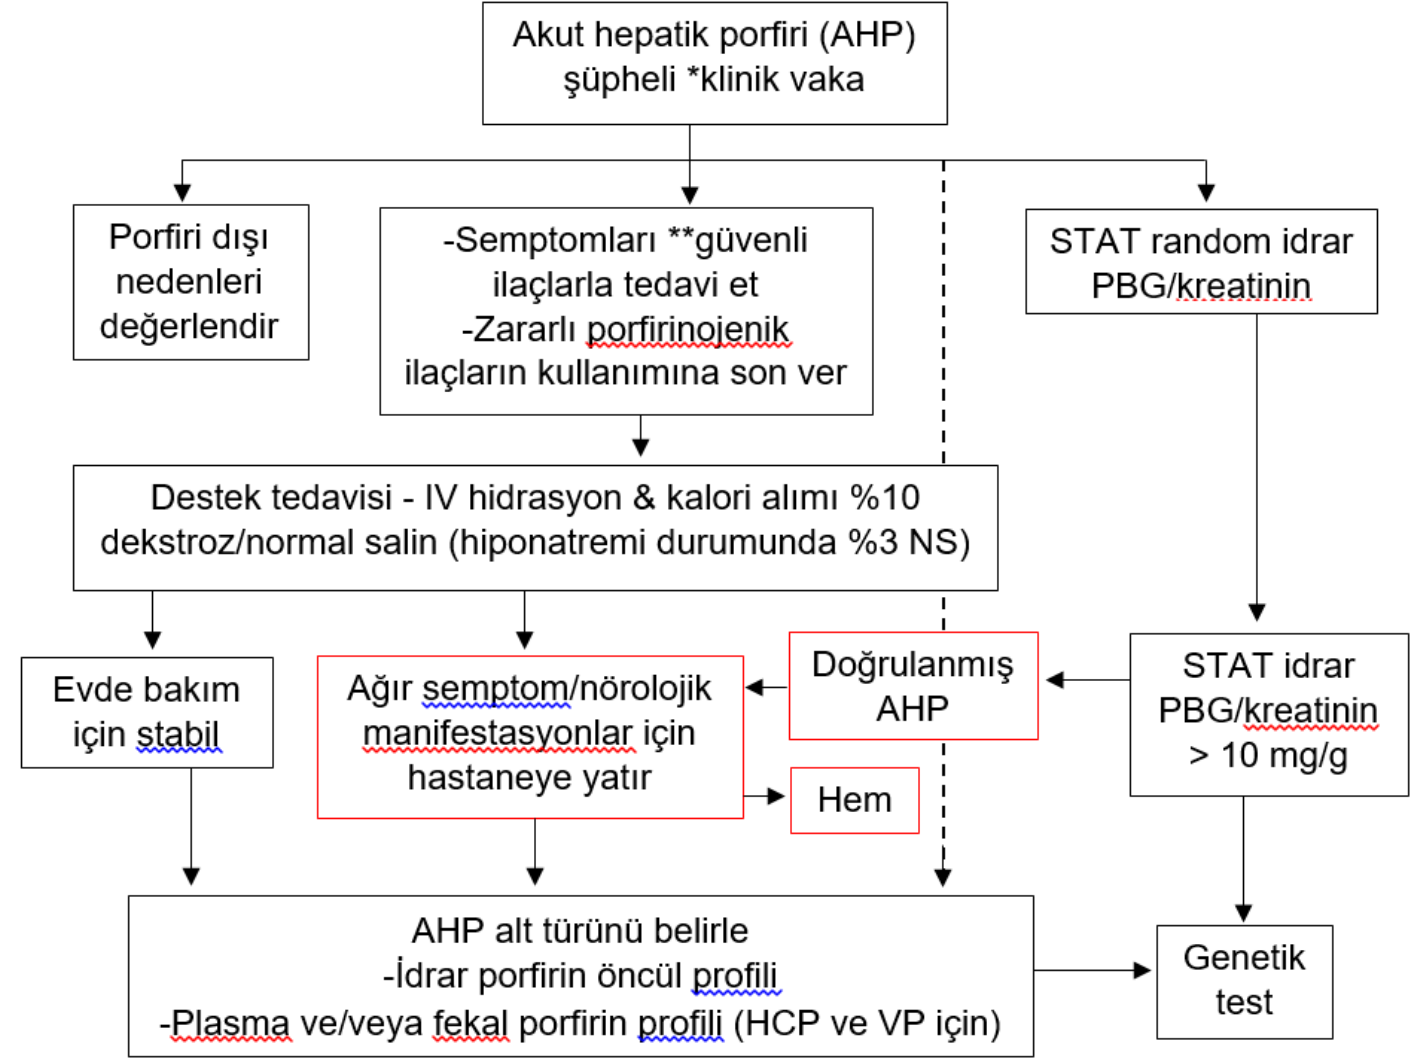 Akut hepatik porfiri (AHP)
şüpheli *klinik vaka
Porfiri dışı
nedenleri
değerlendir
-Semptomları **güvenli
ilaçlarla tedavi et
-Zararlı porfirinojenik
ilaçların kullanımına son ver
STAT random idrar
PBG/kreatinin
Destek tedavisi - IV hidrasyon & kalori alımı %10
dekstroz/normal salin (hiponatremi durumunda %3 NS)
Evde bakım
için stabil
Ağır semptom/nörolojik
manifestasyonlar için
hastaneye yatır
Doğrulanmış
AHP
Hem
STAT idrar
PBG/kreatinin
> 10 mg/g
AHP alt türünü belirle
-İdrar porfirin öncül profili
-Plasma ve/veya fekal porfirin profili (HCP ve VP için)
Genetik
test